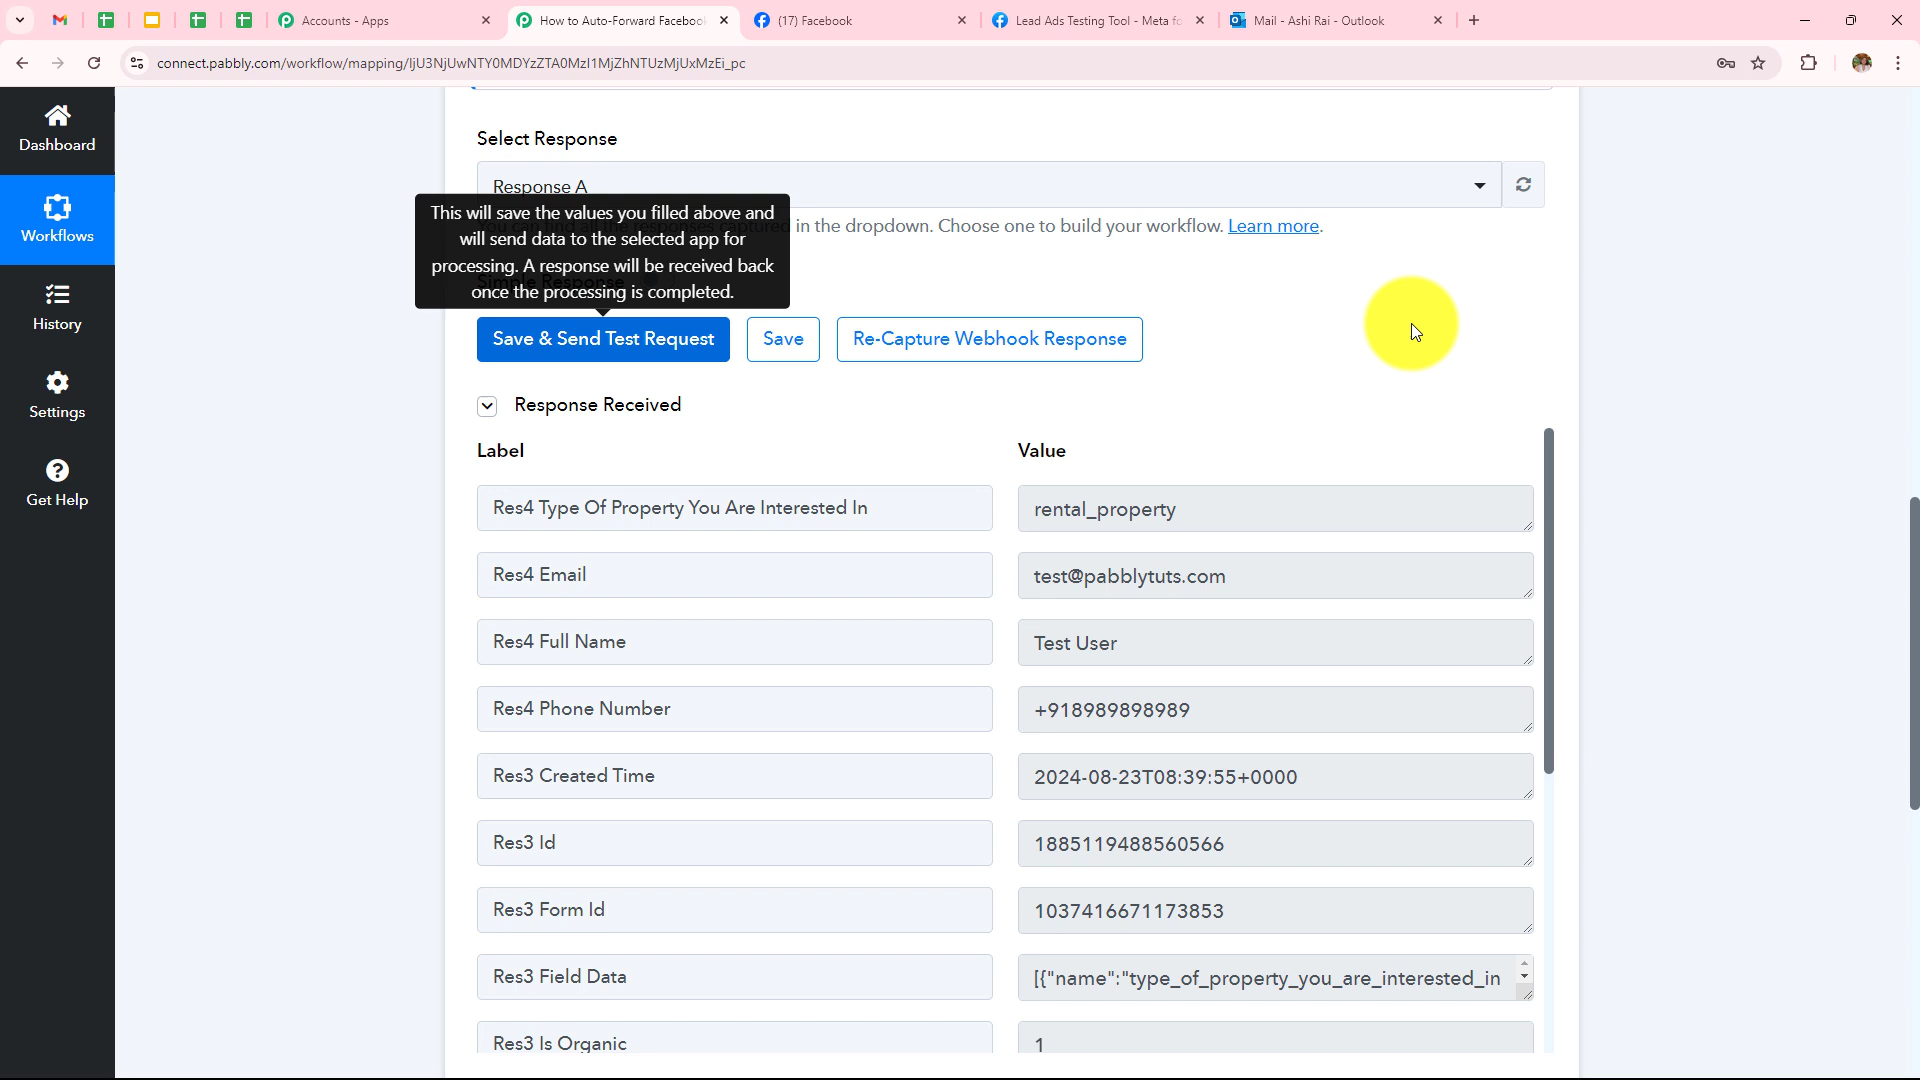 Accounts - Apps
How to Auto-Forward Facebook
(17) Facebook
Lead Ads Testing Tool - Meta fo
Mail - Ashi Rai - Outlook
connect.pabbly.com/workflow/mapping/IjU3NjUwNTY0MDYzZTA0MzI1MjZhNTUzMjUxMzEi_pc
Dashboard
Workflows
History
Settings
Get Help
Select Response
Response A
This will save the values you filled above and
will send data to the selected app for
processing. A response will be received back
once the processing is completed.
in the dropdown. Choose one to build your workflow. Learn more.
Save & Send Test Request
Save
Re-Capture Webhook Response
Response Received
Label
Value
Res4 Type Of Property You Are Interested In
rental_property
Res4 Email
test@pabblytuts.com
Res4 Full Name
Test User
Res4 Phone Number
+918989898989
Res3 Created Time
2024-08-23T08:39:55+0000
Res3 Id
1885119488560566
Res3 Form Id
1037416671173853
Res3 Field Data
[{"name":"type_of_property_you_are_interested_in
Res3 Is Organic
1